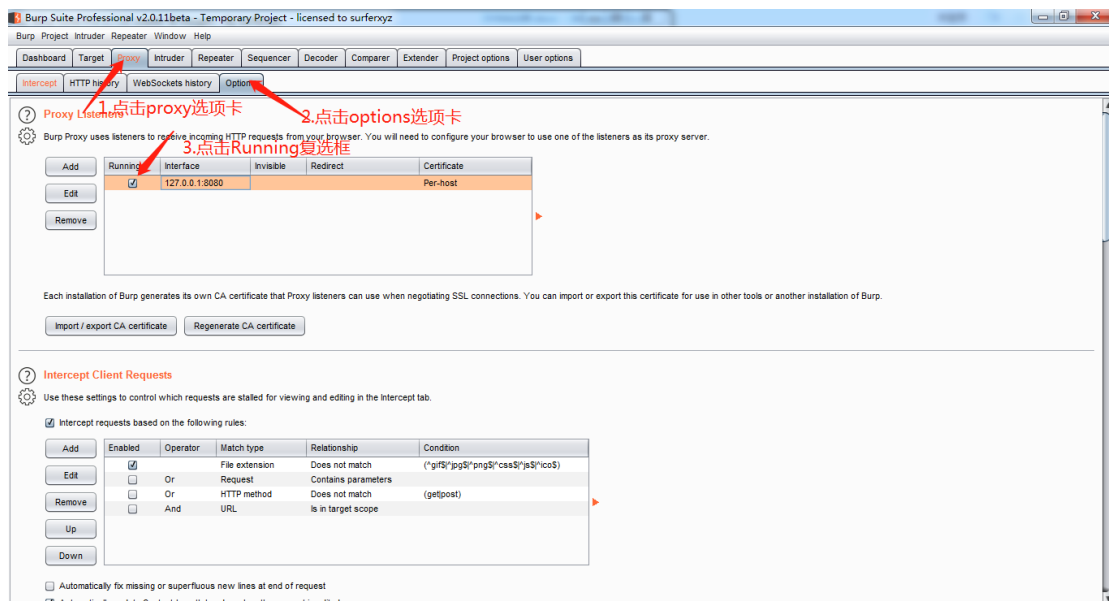 Burp Suite Professional v2.0.11beta - Temporary Project - licensed to surferxyz
Burp Project Intruder Repeater Window Help
Dashboard Target Proxy Intruder Repeater Sequencer Decoder Comparer Extender Project options User options
Intercept HTTP history WebSockets history Options
1.点击proxy选项卡
2.点击options选项卡
Proxy Listeners
Burp Proxy uses listeners to receive incoming HTTP requests from your browser. You will need to configure your browser to use one of the listeners as its proxy server.
3.点击Running复选框
Add Running Interface Invisible Redirect Certificate
127.0.0.1:8080 Per-host
Edit
Remove
Each installation of Burp generates its own CA certificate that Proxy listeners can use when negotiating SSL connections. You can import or export this certificate for use in other tools or another installation of Burp.
Import / export CA certificate Regenerate CA certificate
Intercept Client Requests
Use these settings to control which requests are stalled for viewing and editing in the Intercept tab.
Intercept requests based on the following rules:
Add Enabled Operator Match type Relationship Condition
File extension Does not match (^gif$|^jpg$|^png$|^css$|^js$|^ico$)
Edit Or Request Contains parameters
Remove Or HTTP method Does not match (get|post)
And URL Is in target scope
Up
Down
Automatically fix missing or superfluous new lines at end of request